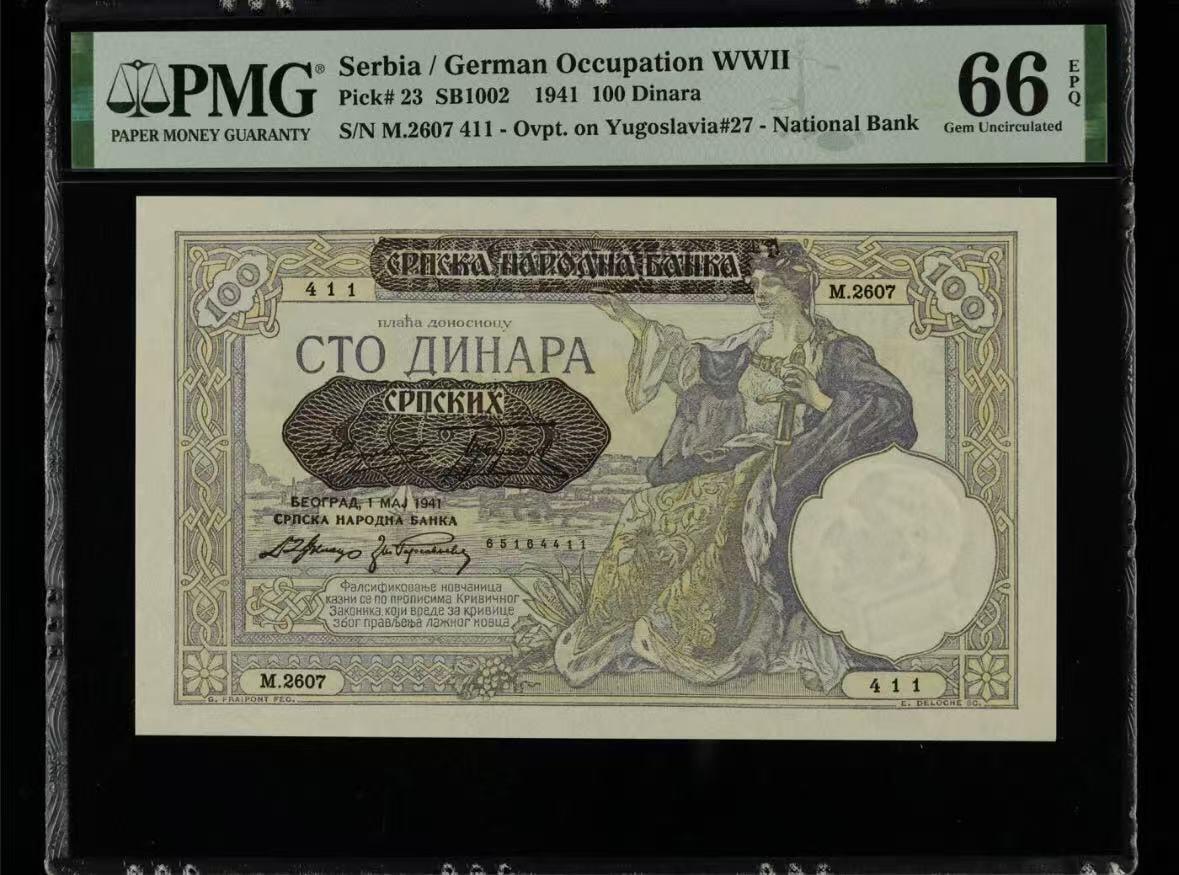 PMG®
PAPER MONEY GUARANTY
Serbia / German Occupation WWII
Pick# 23 SB1002 1941 100 Dinara
S/N M.2607 411 - Ovpt. on Yugoslavia#27 - National Bank
66
EPQ
Gem Uncirculated
СРПСКА НАРОДНА БАНКА
100
411
M.2607
100
плаћа доносиоцу
СТО ДИНАРА
СРПСКИХ
БЕОГРАД, 1 МАЈ 1941
СРПСКА НАРОДНА БАНКА
65164411
Фалсификовање новчаница
казни се по прописима Кривичног
Законика, који вреде за кривице
због прављења лажног новца
M.2607
411
G. FRAIPONT FEC.
E. DELOCHE SC.